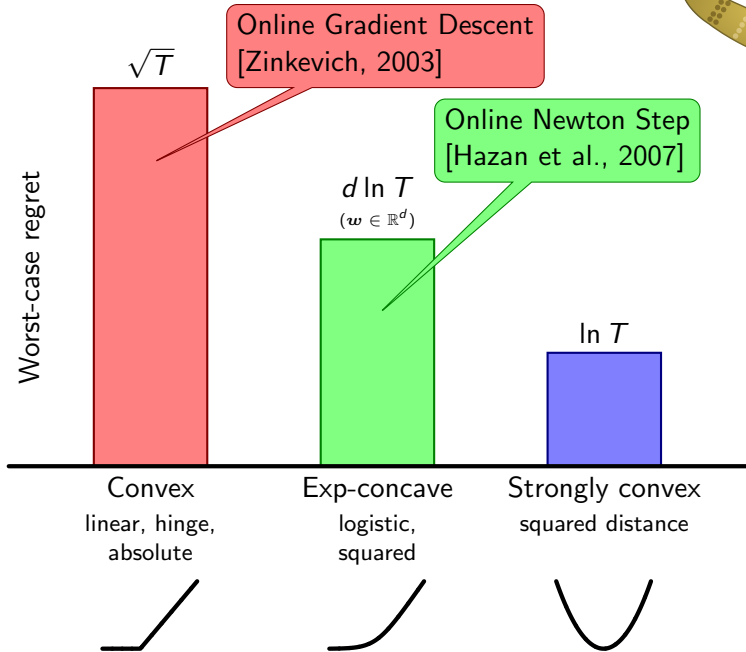 Online Gradient Descent
[Zinkevich, 2003]
√T
Online Newton Step
[Hazan et al., 2007]
d ln T
(w ∈ ℝᵈ)
ln T
Worst-case regret
Convex
linear, hinge,
absolute
Exp-concave
logistic,
squared
Strongly convex
squared distance